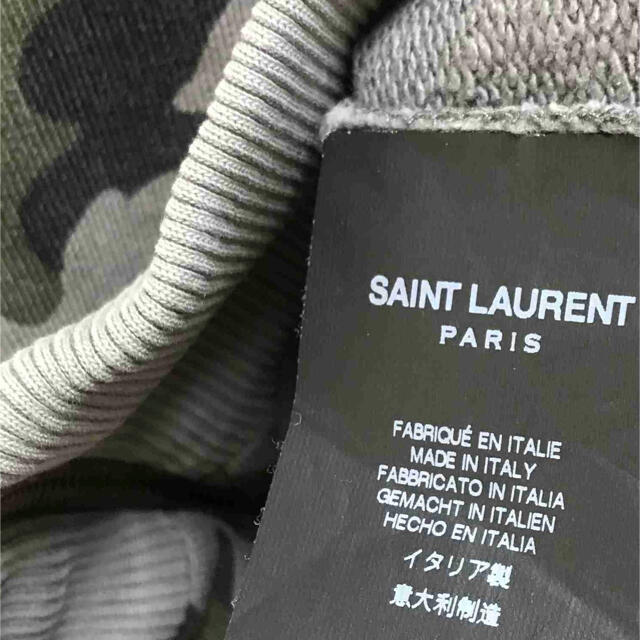 SAINT LAURENT
PARIS
FABRIQUÉ EN ITALIE
MADE IN ITALY
FABBRICATO IN ITALIA
GEMACHT IN ITALIEN
HECHO EN ITALIA
イタリア製
意大利制造